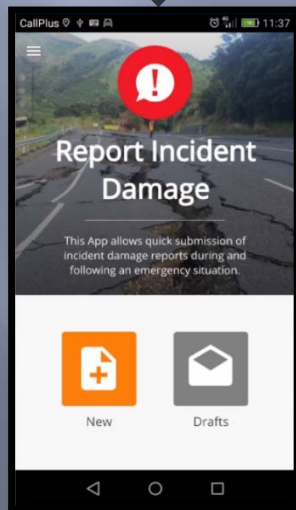 CallPlus 11:37
Report Incident
Damage
This App allows quick submission of
incident damage reports during and
following an emergency situation.
New
Drafts